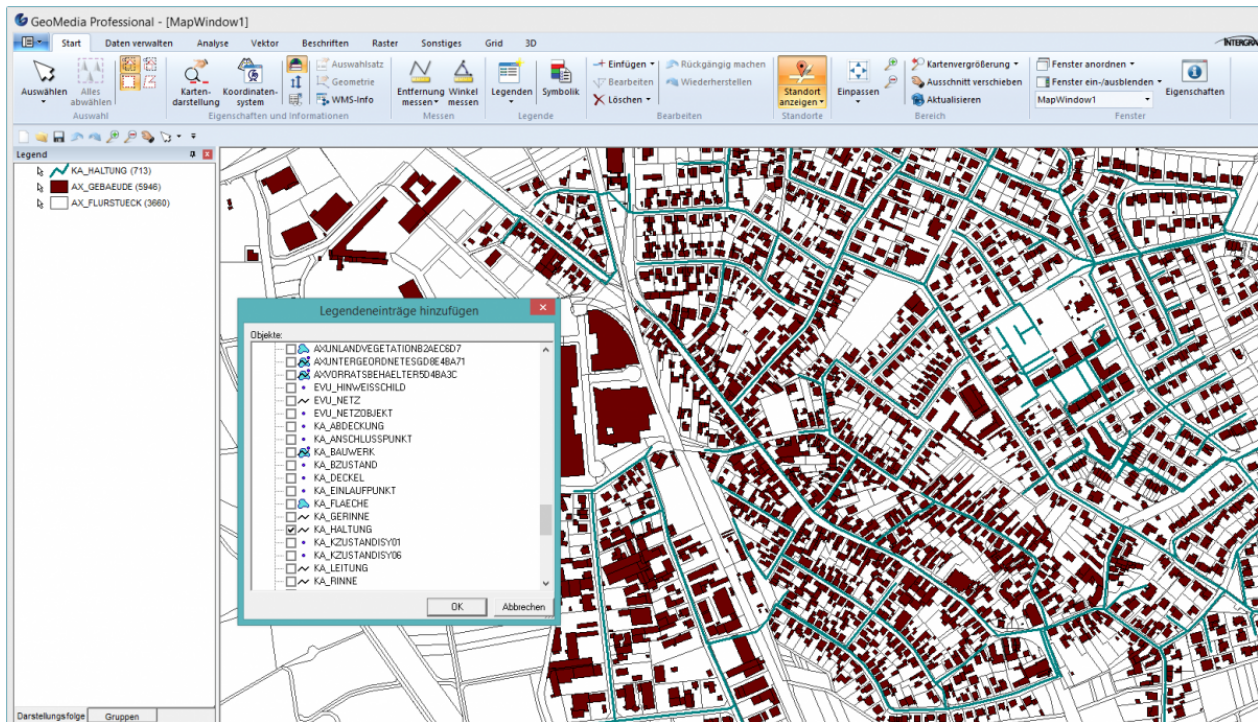 GeoMedia Professional - [MapWindow1]
Start Daten verwalten Analyse Vektor Beschriften Raster Sonstiges Grid 3D
Auswählen
Alles abwählen
Auswahl
Karten-darstellung
Koordinaten-system
Auswahlsatz
Geometrie
WMS-Info
Eigenschaften und Informationen
Entfernung messen
Winkel messen
Messen
Legenden
Symbolik
Legende
Einfügen
Bearbeiten
Löschen
Rückgängig machen
Wiederherstellen
Bearbeiten
Standort anzeigen
Standorte
Einpassen
Kartenvergrößerung
Ausschnitt verschieben
Aktualisieren
Bereich
Fenster anordnen
Fenster ein-/ausblenden
MapWindow1
Fenster
Eigenschaften
Legend
KA_HALTUNG (713)
AX_GEBAEUDE (5946)
AX_FLURSTUECK (3660)
Legendeneinträge hinzufügen
Objekte:
AXUNLANDVEGETATIONB2AEC6D7
AXUNTERGEORDNETESGD8E4BA71
AXVORRATSBEHAELTER5D4BA3C
EVU_HINWEISSCHILD
EVU_NETZ
EVU_NETZOBJEKT
KA_ABDECKUNG
KA_ANSCHLUSSPUNKT
KA_BAUWERK
KA_BZUSTAND
KA_DECKEL
KA_EINLAUFPUNKT
KA_FLAECHE
KA_GERINNE
KA_HALTUNG
KA_KZUSTANDISY01
KA_KZUSTANDISY06
KA_LEITUNG
KA_RINNE
OK Abbrechen
Darstellungsfolge Gruppen